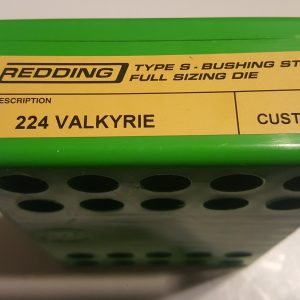 REDDING TYPE S - BUSHING ST
FULL SIZING DIE
ESCRIPTION
224 VALKYRIE
CUST